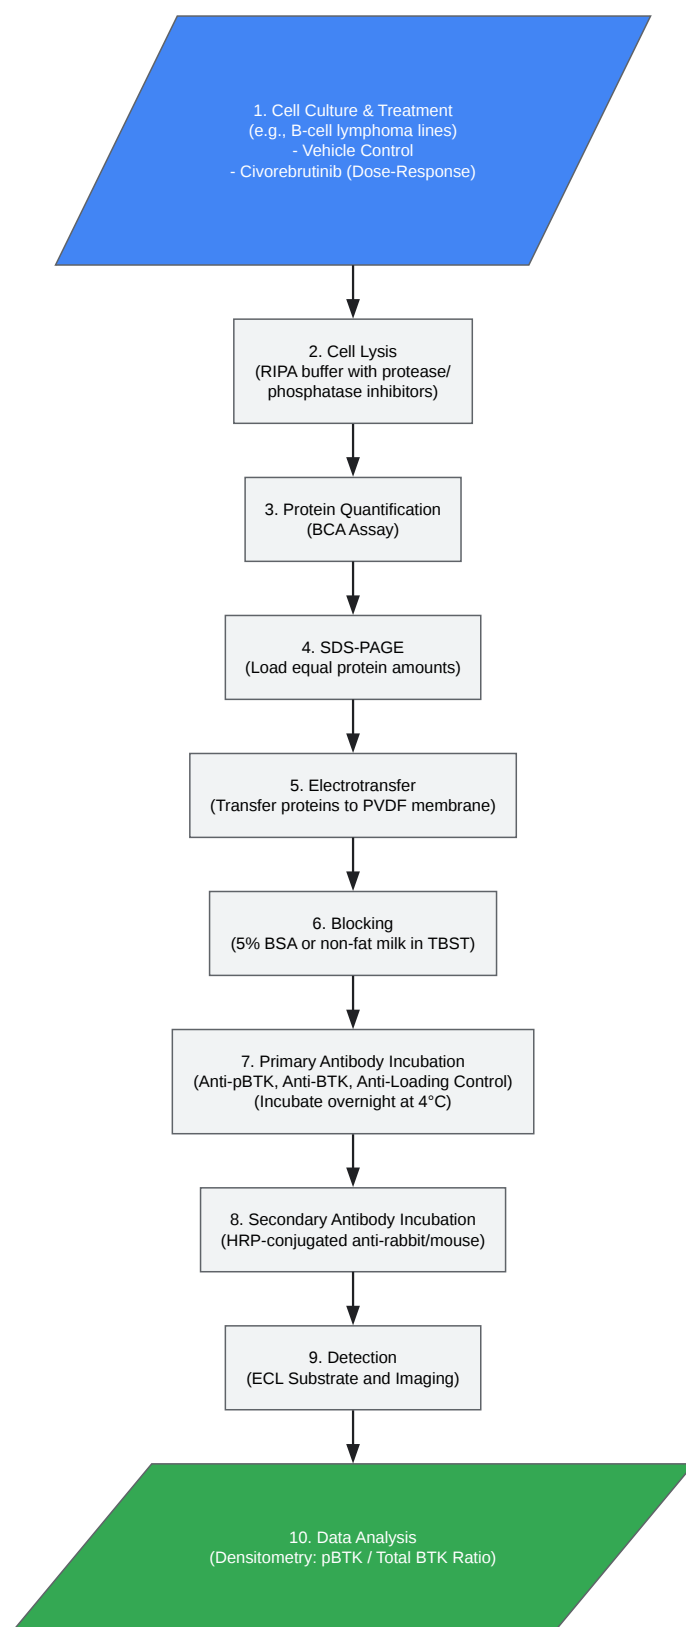 1. Cell Culture & Treatment
(e.g., B-cell lymphoma lines)
- Vehicle Control
- Civorebrutinib (Dose-Response)
2. Cell Lysis
(RIPA buffer with protease/
phosphatase inhibitors)
3. Protein Quantification
(BCA Assay)
4. SDS-PAGE
(Load equal protein amounts)
5. Electrotransfer
(Transfer proteins to PVDF membrane)
6. Blocking
(5% BSA or non-fat milk in TBST)
7. Primary Antibody Incubation
(Anti-pBTK, Anti-BTK, Anti-Loading Control)
(Incubate overnight at 4°C)
8. Secondary Antibody Incubation
(HRP-conjugated anti-rabbit/mouse)
9. Detection
(ECL Substrate and Imaging)
10. Data Analysis
(Densitometry: pBTK / Total BTK Ratio)